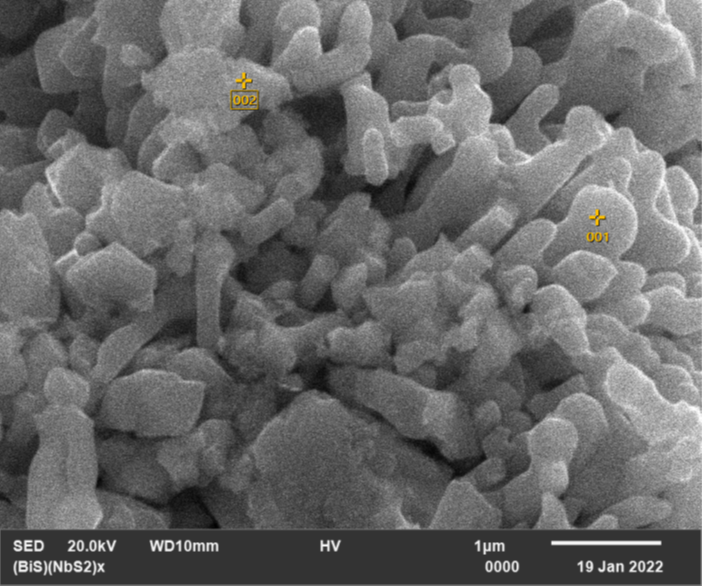 002
001
SED 20.0kV WD10mm HV 1µm
(BiS)(NbS2)x 0000 19 Jan 2022